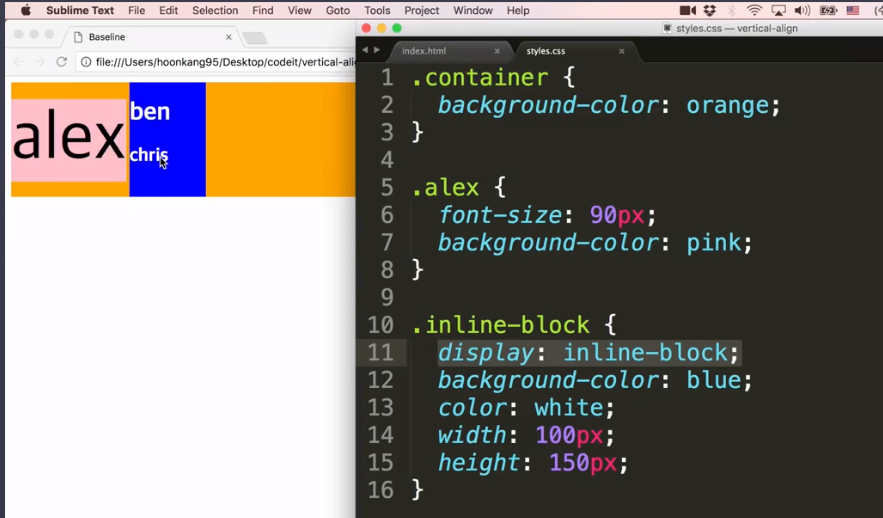 Sublime Text File Edit Selection Find View Goto Tools Project Window Help
Baseline
file:///Users/hoonkang95/Desktop/codeit/vertical-ali
alex
ben
chris
styles.css — vertical-align
index.html styles.css
1 .container {
2 background-color: orange;
3 }
4
5 .alex {
6 font-size: 90px;
7 background-color: pink;
8 }
9
10 .inline-block {
11 display: inline-block;
12 background-color: blue;
13 color: white;
14 width: 100px;
15 height: 150px;
16 }